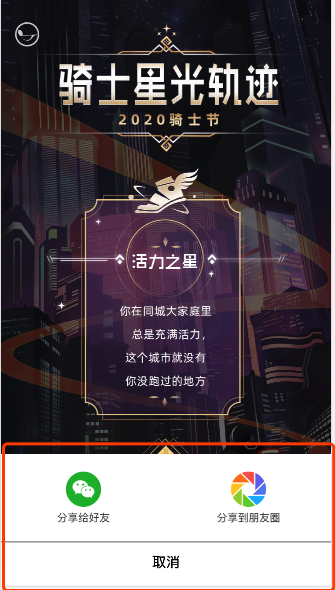 骑士星光轨迹
2020骑士节
活力之星
你在同城大家庭里
总是充满活力,
这个城市就没有
你没跑过的地方
分享给好友
分享到朋友圈
取消